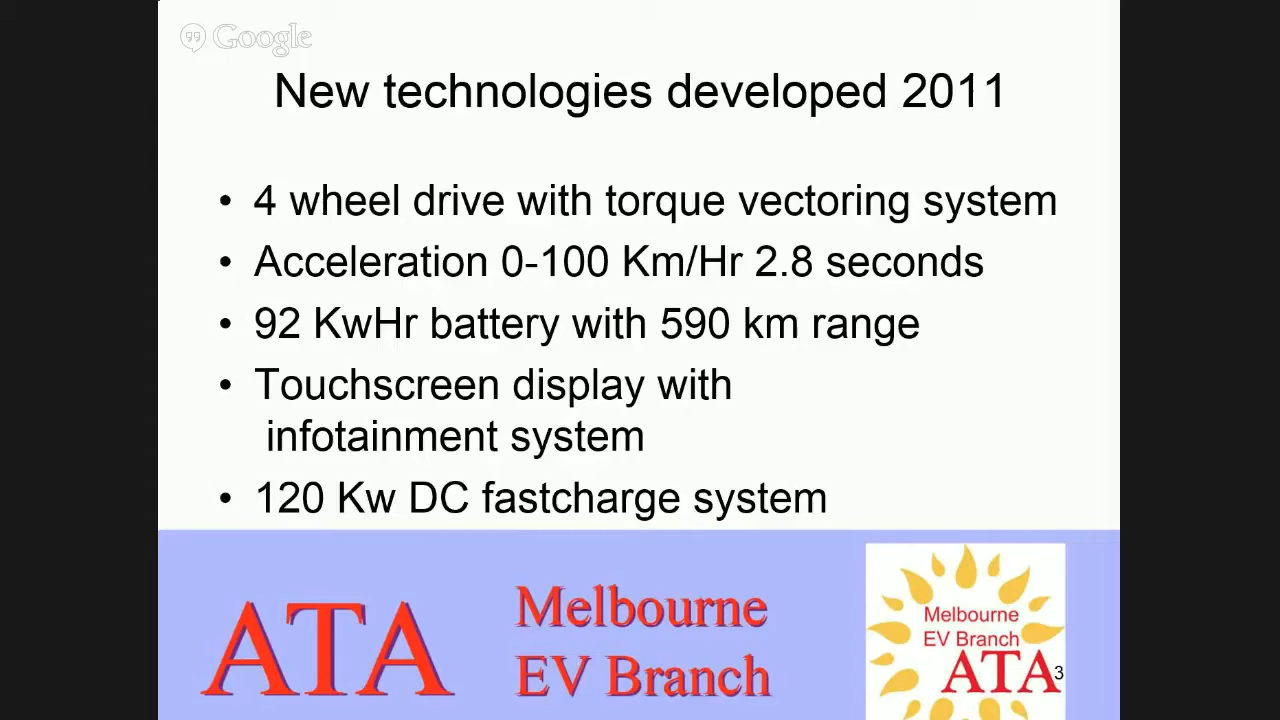 Google
New technologies developed 2011
• 4 wheel drive with torque vectoring system
• Acceleration 0-100 Km/Hr 2.8 seconds
• 92 KwHr battery with 590 km range
• Touchscreen display with
infotainment system
• 120 Kw DC fastcharge system
ATA
Melbourne
EV Branch
Melbourne
EV Branch
ATA
3